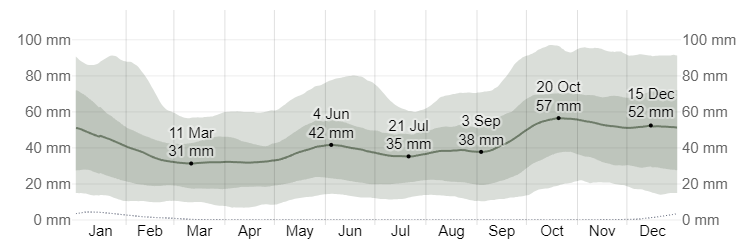 100 mm
100 mm
80 mm
80 mm
20 Oct
57 mm
15 Dec
52 mm
60 mm
60 mm
4 Jun
42 mm
3 Sep
38 mm
21 Jul
35 mm
11 Mar
31 mm
40 mm
40 mm
20 mm
20 mm
0 mm
0 mm
Jan Feb Mar Apr May Jun Jul Aug Sep Oct Nov Dec